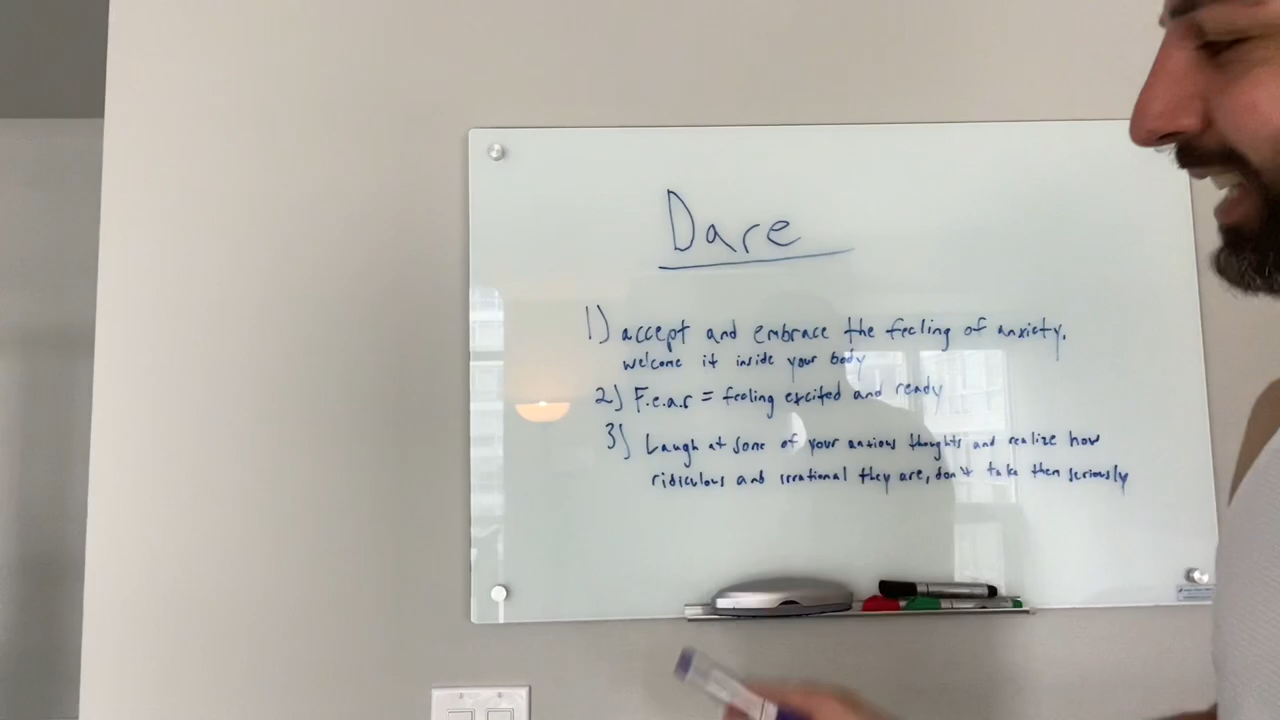 Dare
1) accept and embrace the feeling of anxiety.
welcome it inside your body
2) F.e.a.r = feeling excited and ready
3) Laugh at some of your anxious thoughts and realize how
ridiculous and irrational they are, don't take them seriously